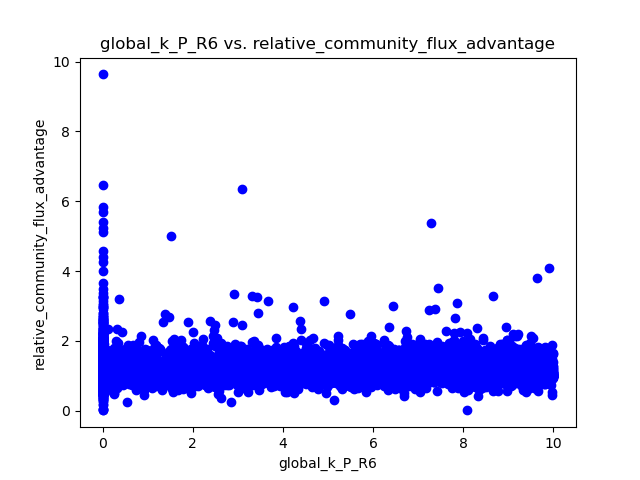 global_k_P_R6 vs. relative_community_flux_advantage
10
8
6
4
2
0
relative_community_flux_advantage
0 2 4 6 8 10
global_k_P_R6